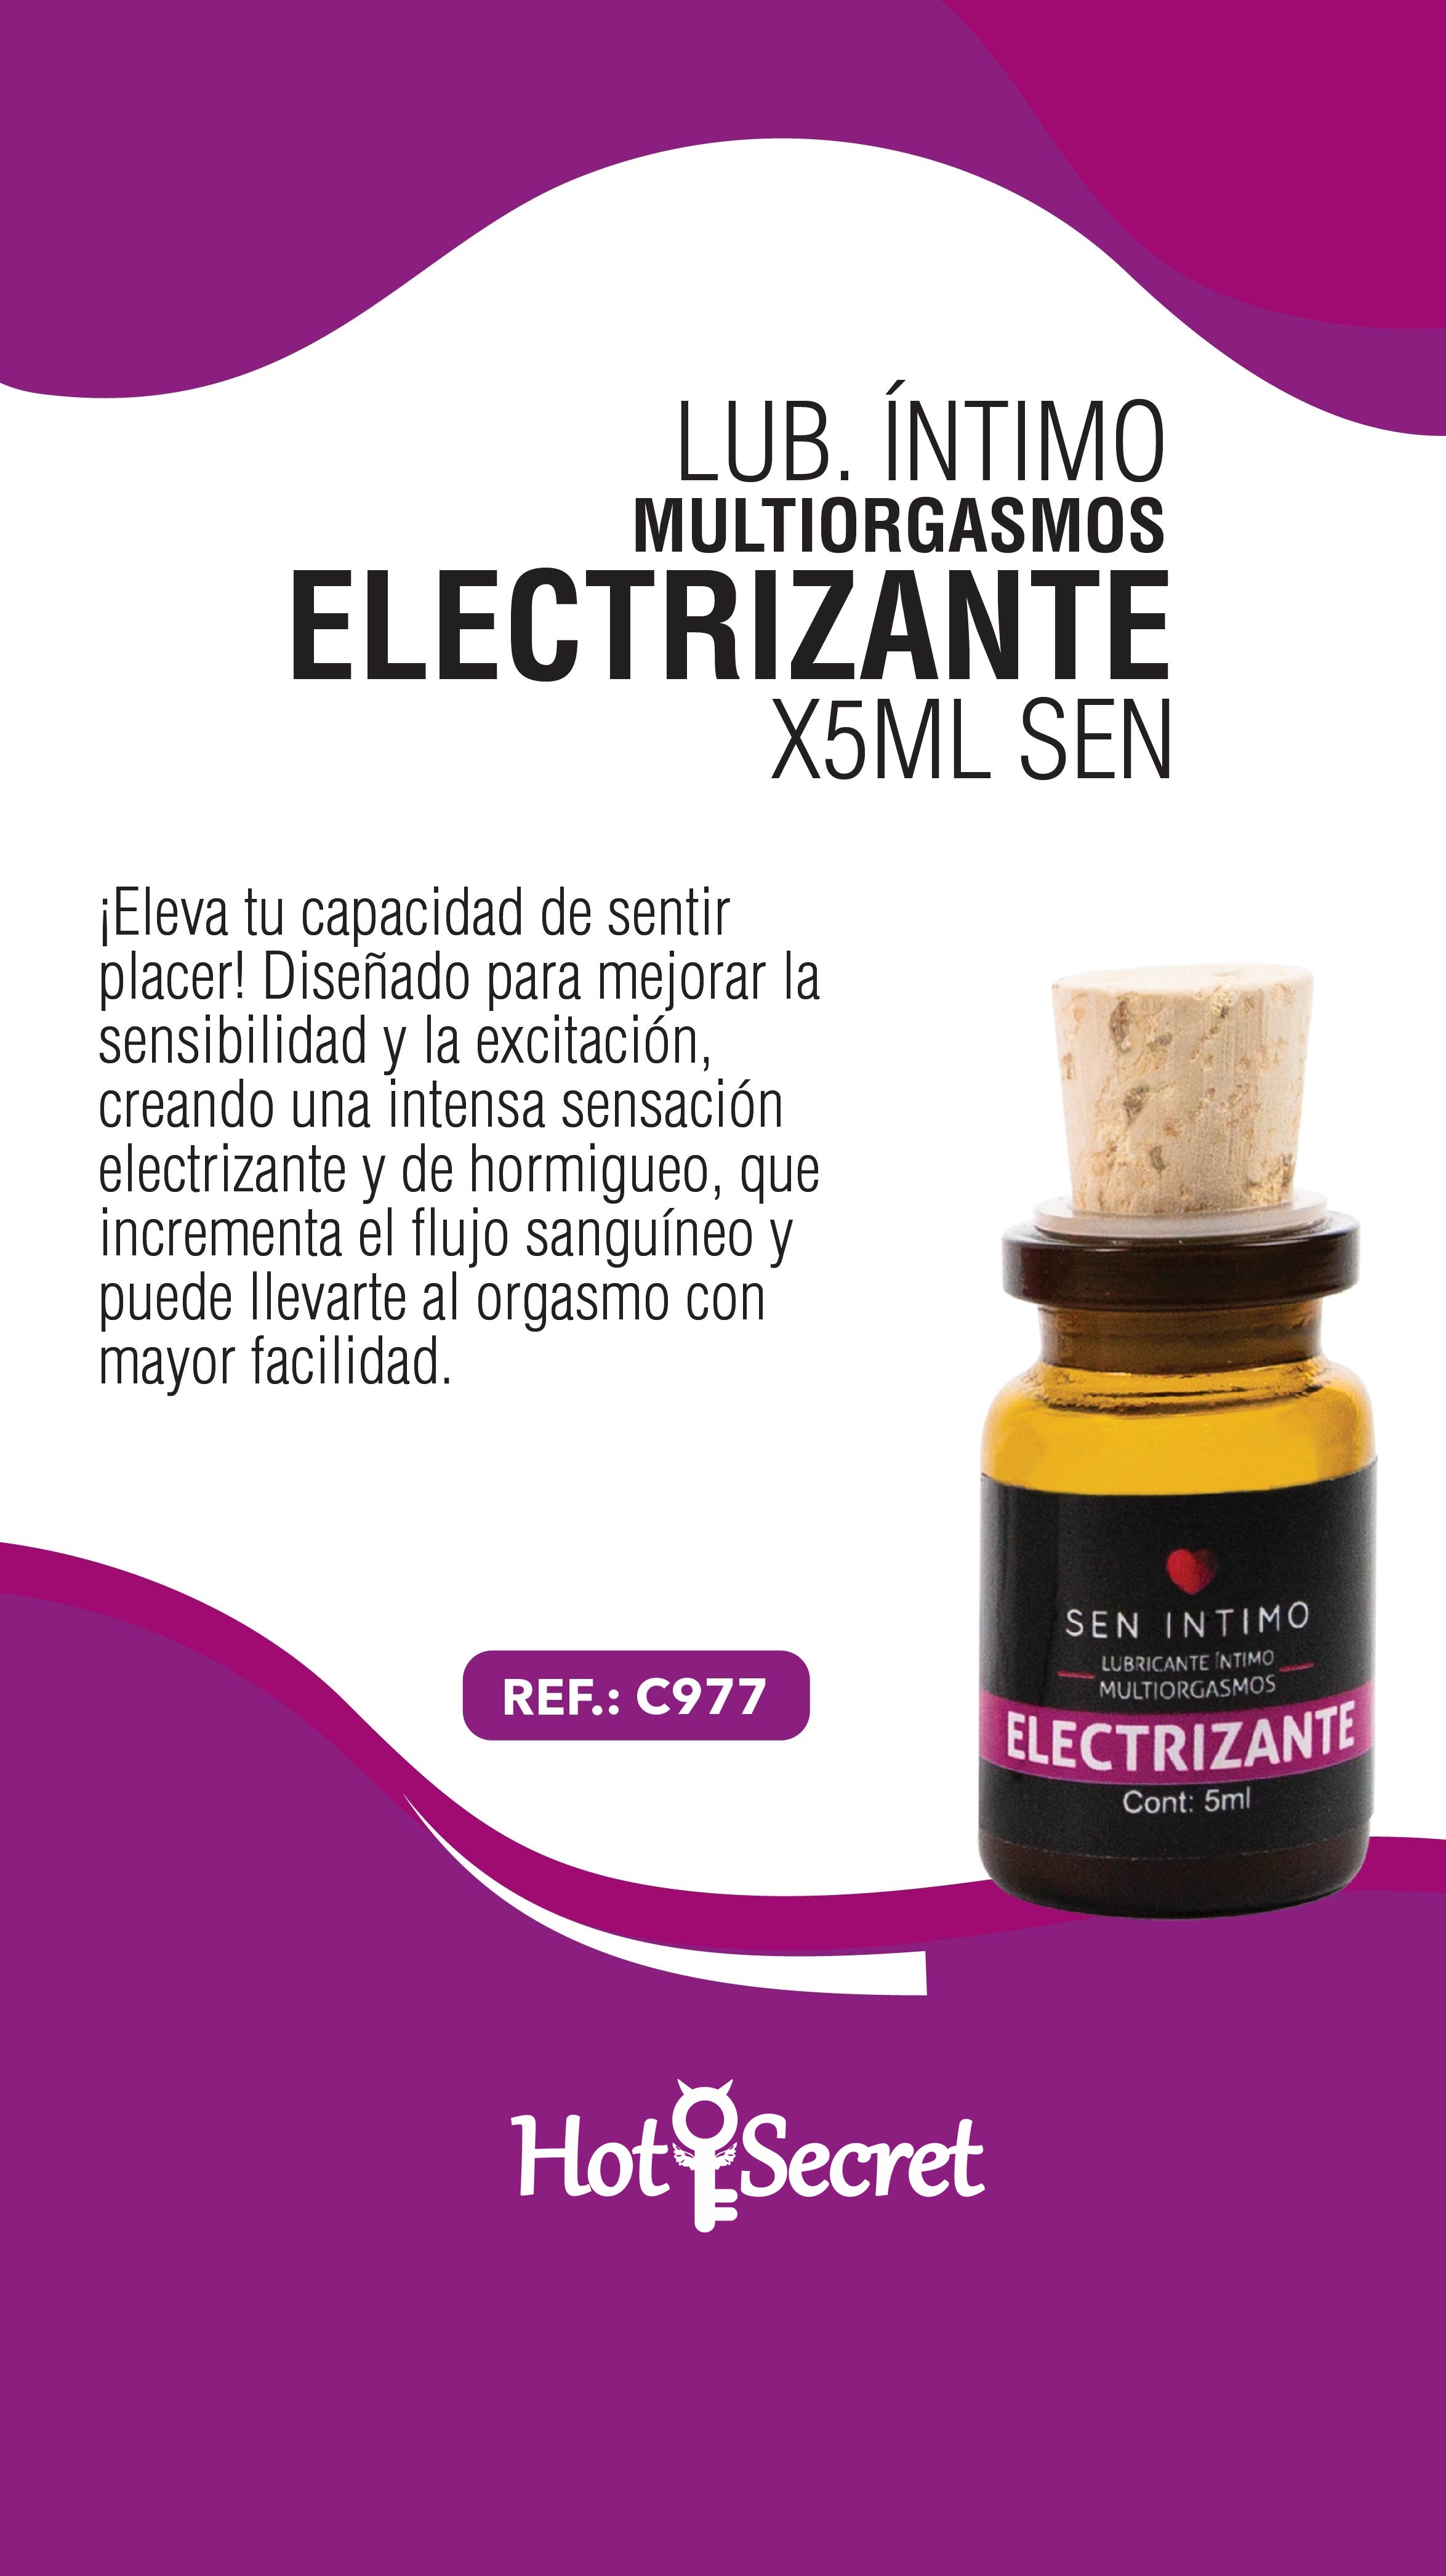 LUB. ÍNTIMO
MULTIORGASMOS
ELECTRIZANTE
X5ML SEN
¡Eleva tu capacidad de sentir
placer! Diseñado para mejorar la
sensibilidad y la excitación,
creando una intensa sensación
electrizante y de hormigueo, que
incrementa el flujo sanguíneo y
puede llevarte al orgasmo con
mayor facilidad.
SEN INTIMO
LUBRICANTE ÍNTIMO
MULTIORGASMOS
ELECTRIZANTE
Cont: 5ml
REF.: C977
Hot Secret